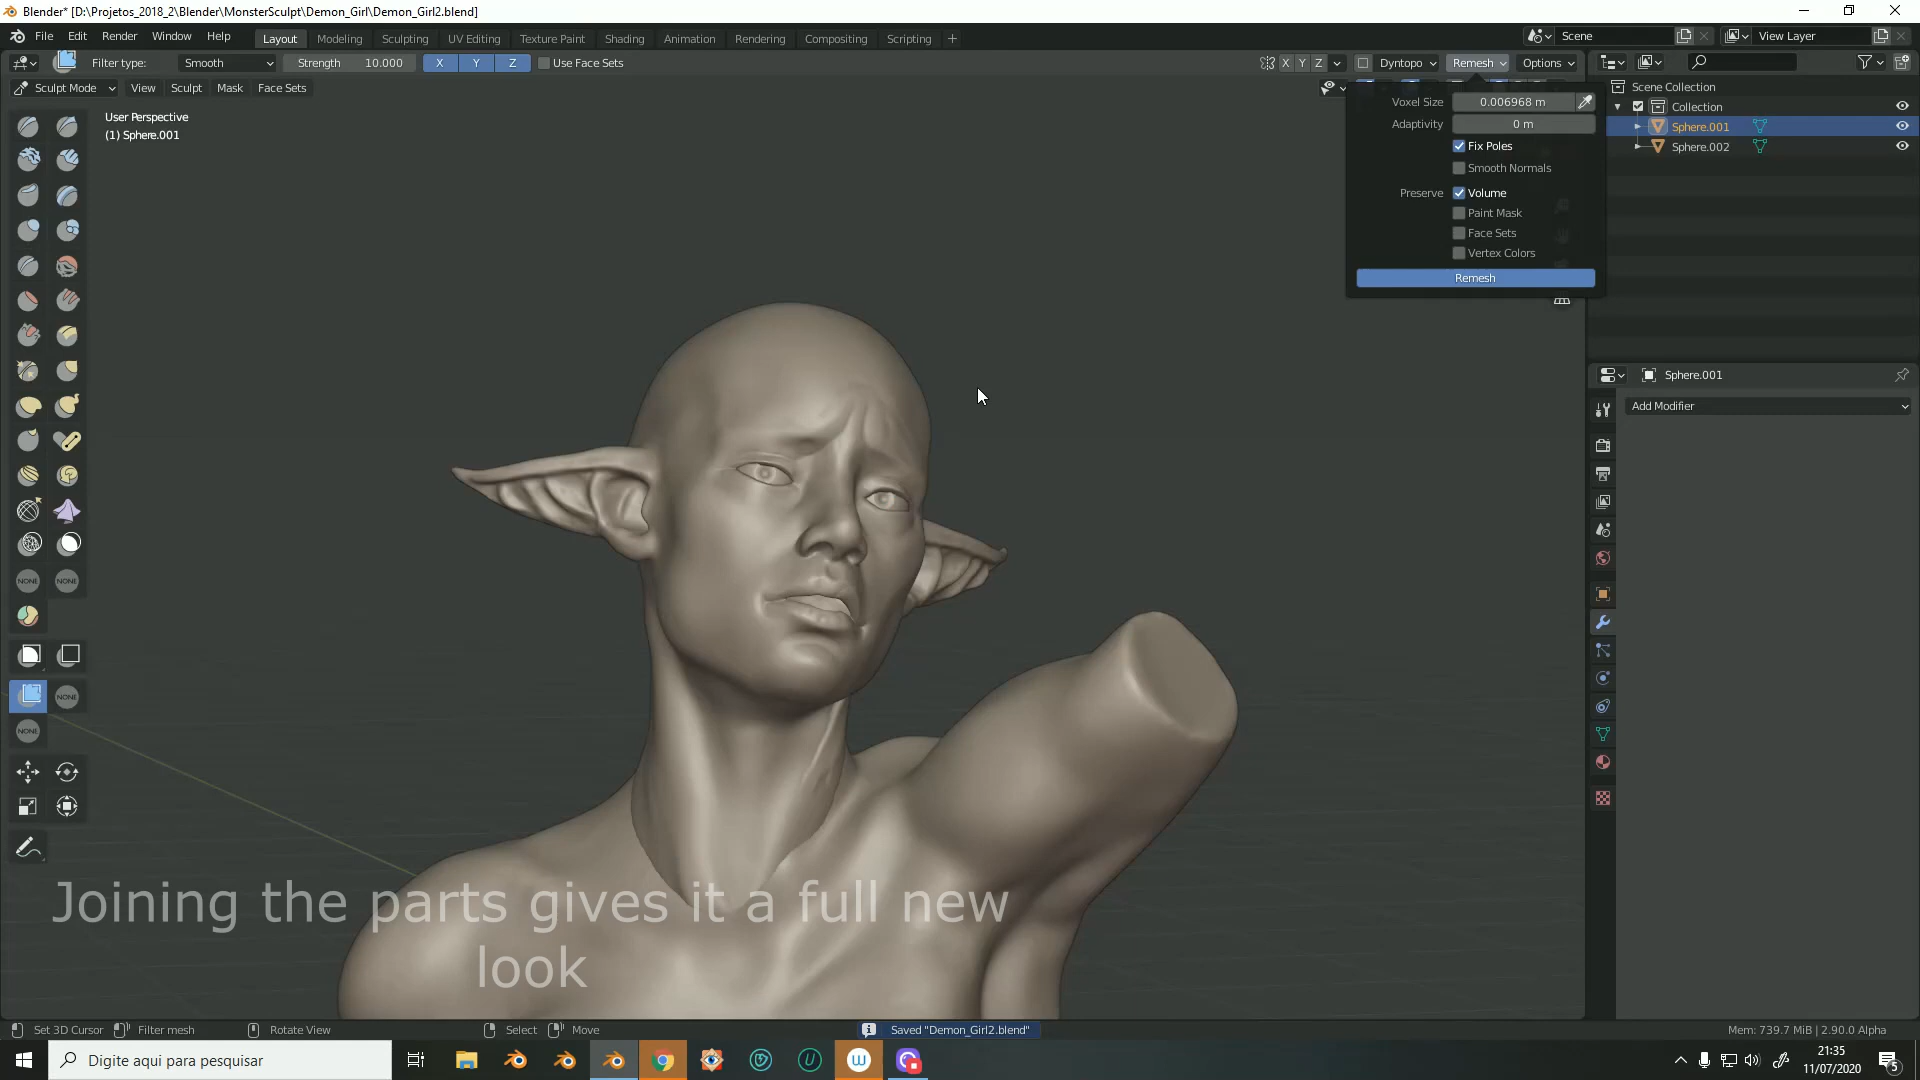 Blender* [D:\Projetos_2018_2\Blender\MonsterSculpt\Demon_Girl\Demon_Girl2.blend]
File Edit Render Window Help Layout Modeling Sculpting UV Editing Texture Paint Shading Animation Rendering Compositing Scripting + Scene View Layer
Filter type: Smooth Strength 10.000 X Y Z Use Face Sets X Y Z Dyntopo Remesh Options
Sculpt Mode View Sculpt Mask Face Sets
User Perspective
(1) Sphere.001
Voxel Size 0.006968 m
Adaptivity 0 m
Fix Poles
Smooth Normals
Preserve Volume
Paint Mask
Face Sets
Vertex Colors
Remesh
Scene Collection
Collection
Sphere.001
Sphere.002
Sphere.001
Add Modifier
NONE NONE
NONE
NONE
Joining the parts gives it a full new
look
Set 3D Cursor Filter mesh Rotate View Select Move Saved "Demon_Girl2.blend" Mem: 739.7 MiB | 2.90.0 Alpha
Digite aqui para pesquisar
21:35
11/07/2020
5